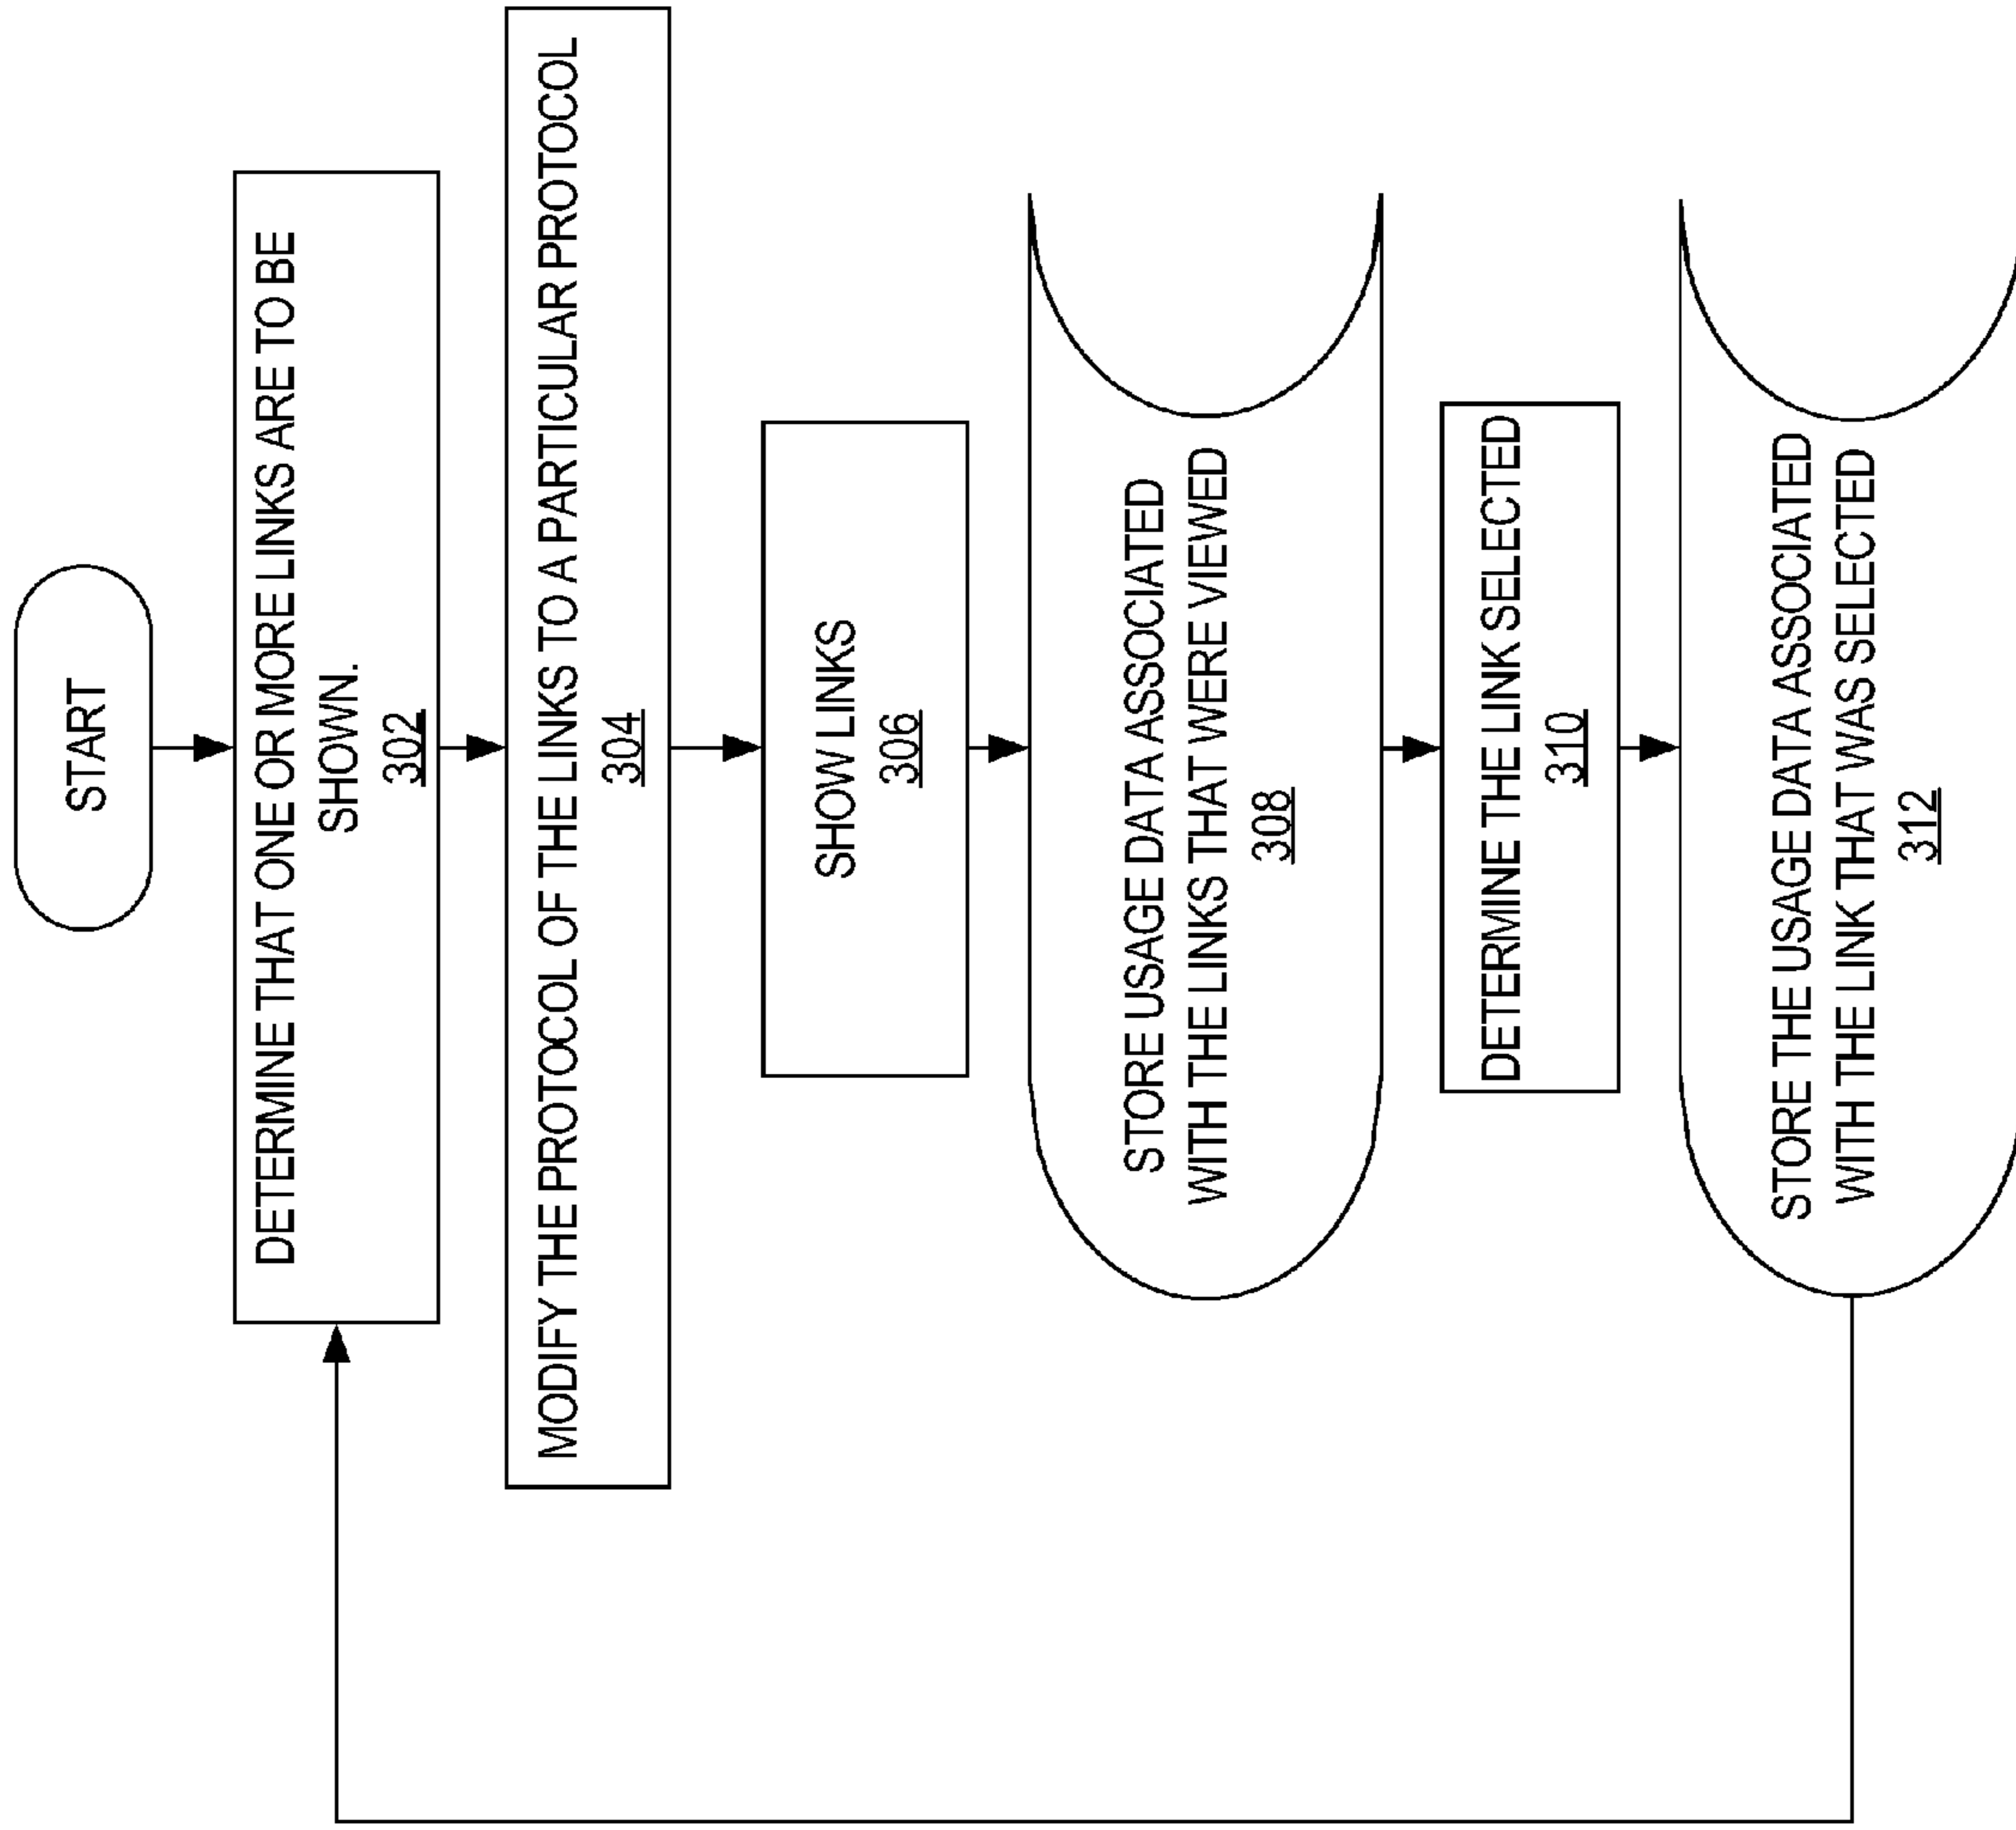 START
DETERMINE THAT ONE OR MORE LINKS ARE TO BE
SHOWN.
302
MODIFY THE PROTOCOL OF THE LINKS TO A PARTICULAR PROTOCOL
304
SHOW LINKS
306
STORE USAGE DATA ASSOCIATED
WITH THE LINKS THAT WERE VIEWED
308
DETERMINE THE LINK SELECTED
310
STORE THE USAGE DATA ASSOCIATED
WITH THE LINK THAT WAS SELECTED
312